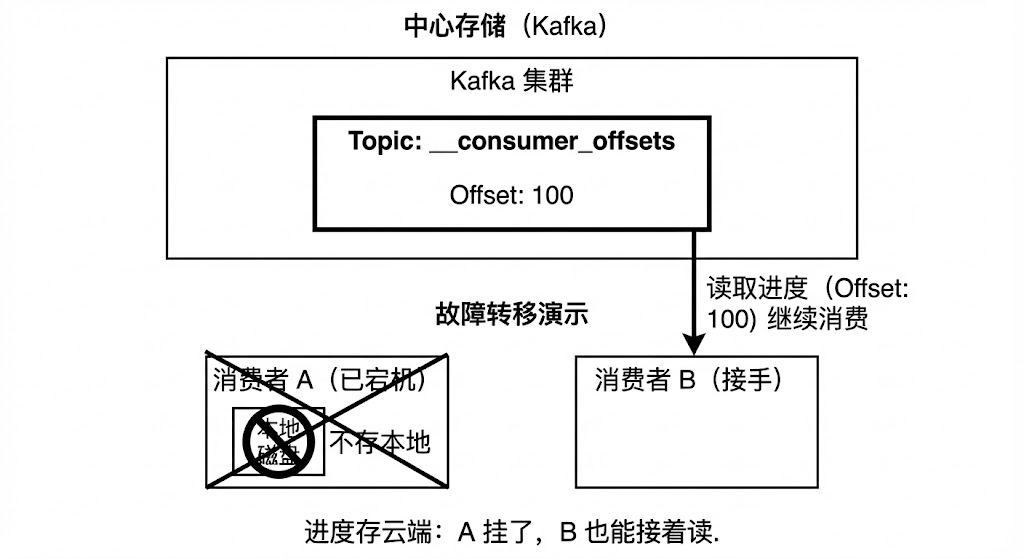 中心存储（Kafka）
Kafka 集群
Topic: __consumer_offsets
Offset: 100
读取进度（Offset:
100) 继续消费
故障转移演示
消费者 A（已宕机）
本地
磁盘
不存本地
消费者 B（接手）
进度存云端：A 挂了，B 也能接着读.